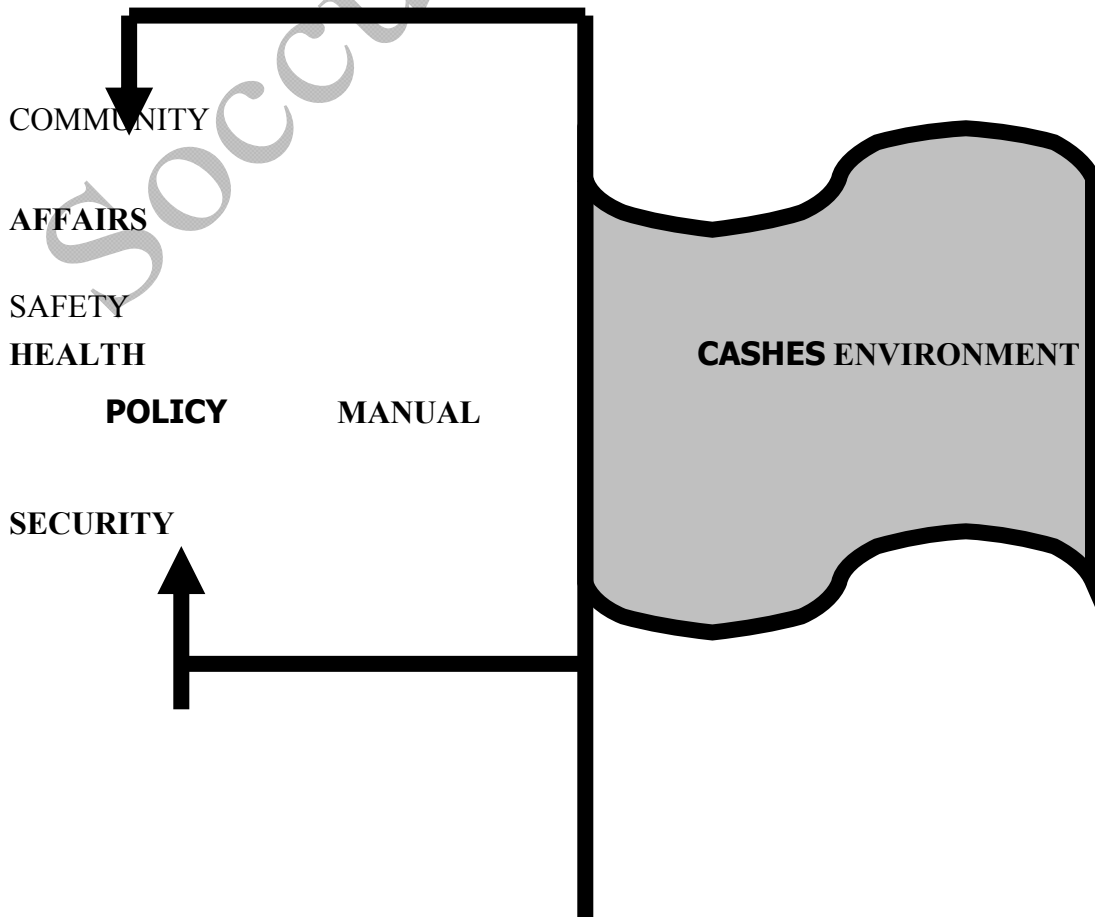 COMMUNITY
AFFAIRS
SAFETY
HEALTH CASHES ENVIRONMENT
POLICY MANUAL
SECURITY